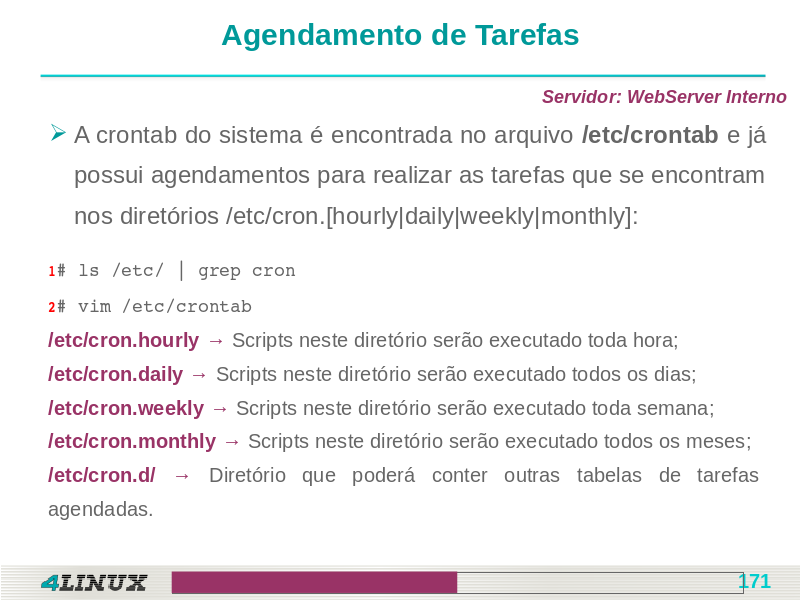 Agendamento de Tarefas
Servidor: WebServer Interno
➢ A crontab do sistema é encontrada no arquivo /etc/crontab e já
possui agendamentos para realizar as tarefas que se encontram
nos diretórios /etc/cron.[hourly|daily|weekly|monthly]:
1# ls /etc/ | grep cron
2# vim /etc/crontab
/etc/cron.hourly → Scripts neste diretório serão executado toda hora;
/etc/cron.daily → Scripts neste diretório serão executado todos os dias;
/etc/cron.weekly → Scripts neste diretório serão executado toda semana;
/etc/cron.monthly → Scripts neste diretório serão executado todos os meses;
/etc/cron.d/ → Diretório que poderá conter outras tabelas de tarefas
agendadas.
4LINUX
171